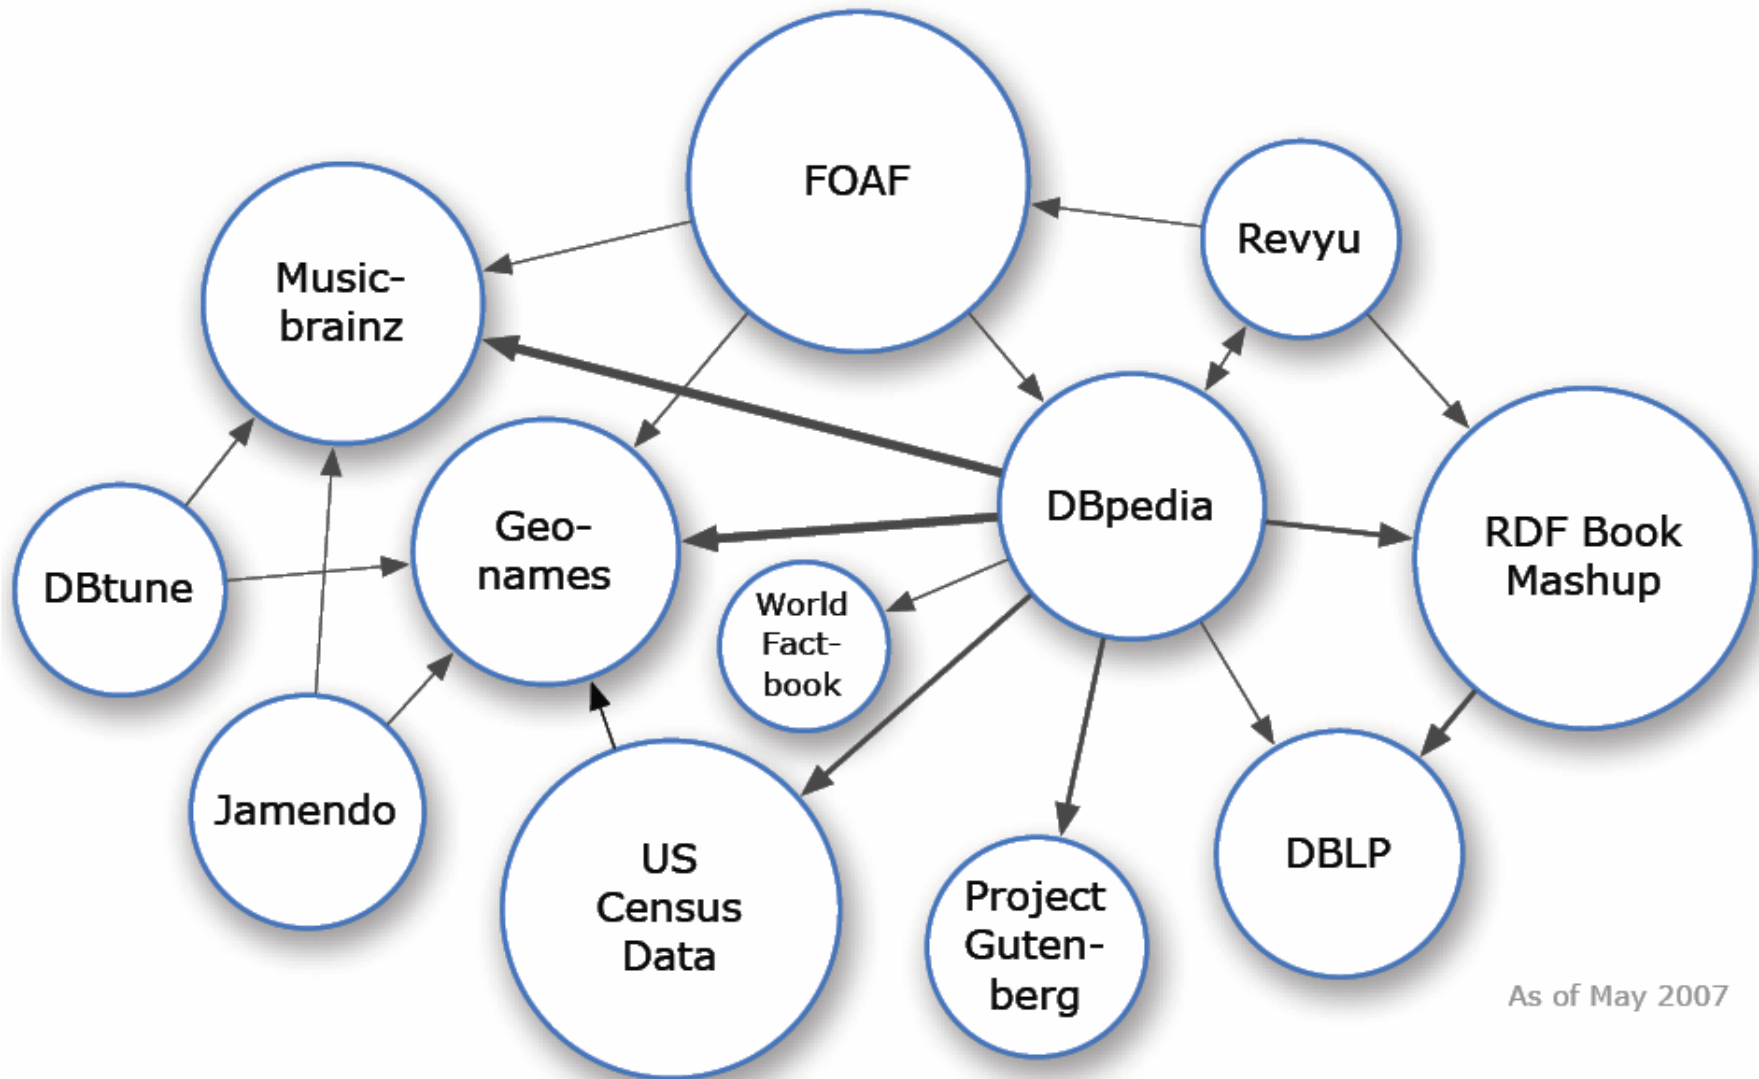 FOAF
Revyu
Music-
brainz
DBpedia
Geo-
names
RDF Book
Mashup
DBtune
World
Fact-
book
Jamendo
US
Census
Data
Project
Guten-
berg
DBLP
As of May 2007